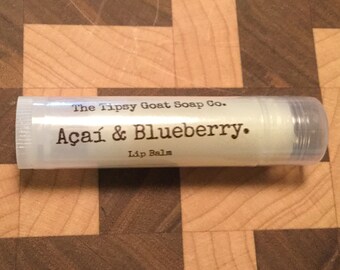 The Tipsy Goat Soap Co.
Açaí & Blueberry.
Lip Balm